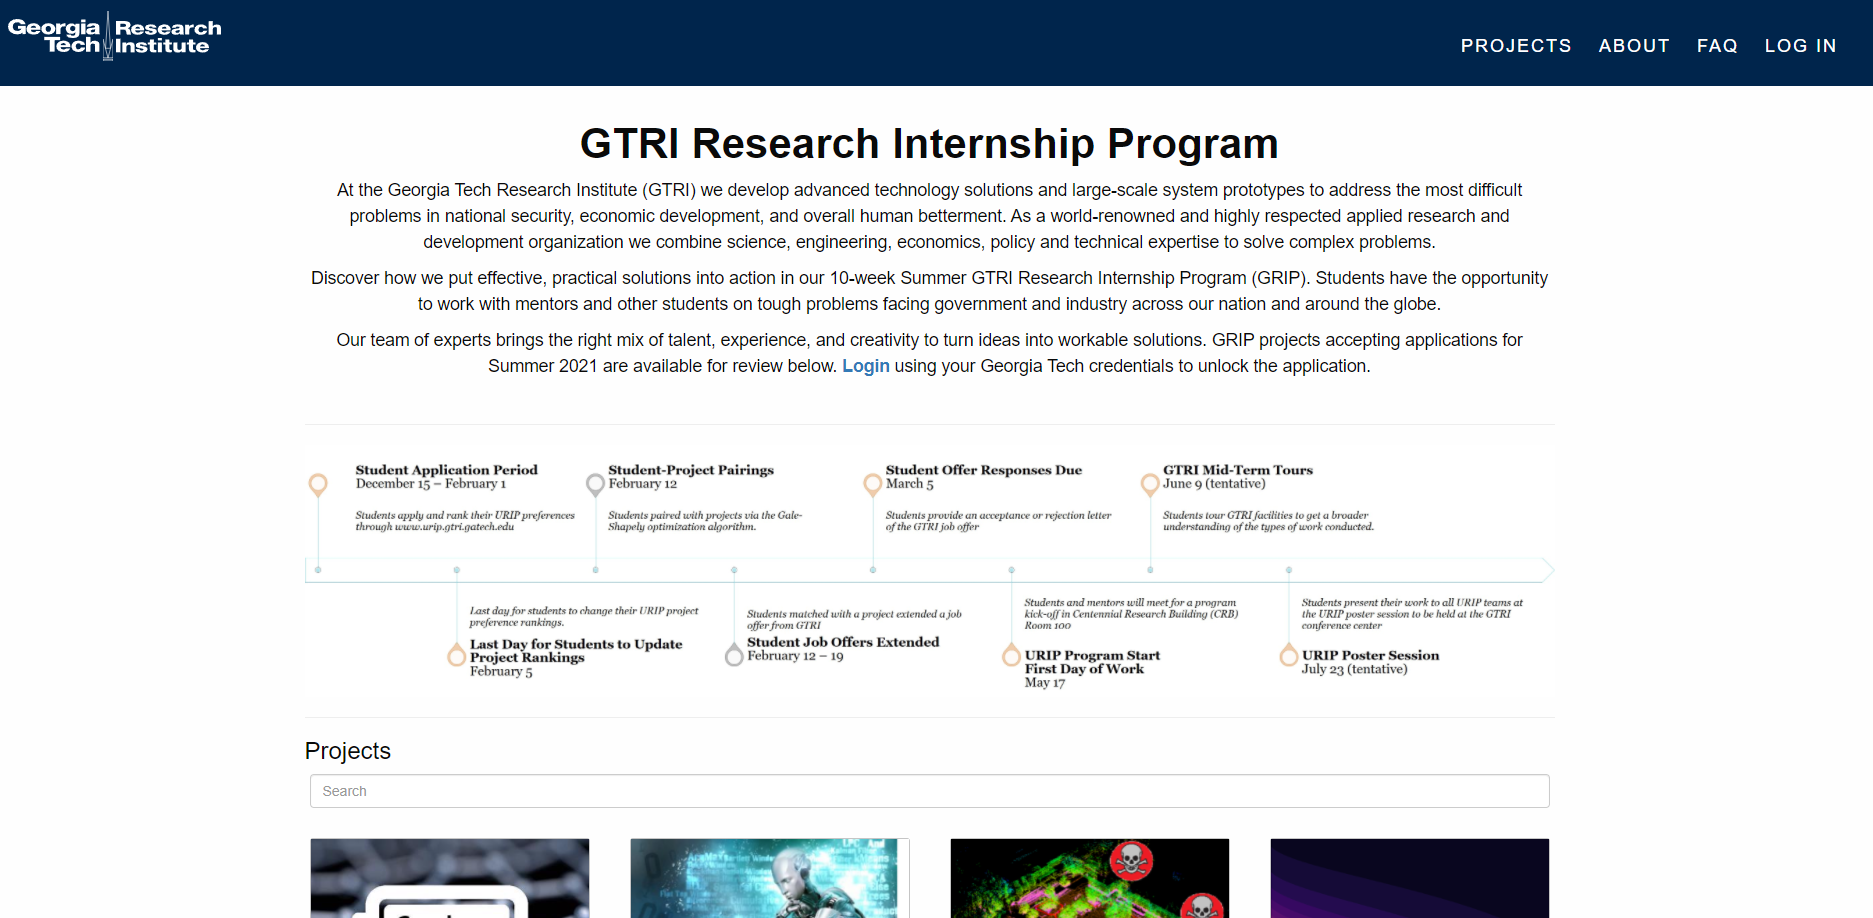 Georgia Tech
Research Institute
PROJECTS ABOUT FAQ LOG IN
GTRI Research Internship Program
At the Georgia Tech Research Institute (GTRI) we develop advanced technology solutions and large-scale system prototypes to address the most difficult
problems in national security, economic development, and overall human betterment. As a world-renowned and highly respected applied research and
development organization we combine science, engineering, economics, policy and technical expertise to solve complex problems.
Discover how we put effective, practical solutions into action in our 10-week Summer GTRI Research Internship Program (GRIP). Students have the opportunity
to work with mentors and other students on tough problems facing government and industry across our nation and around the globe.
Our team of experts brings the right mix of talent, experience, and creativity to turn ideas into workable solutions. GRIP projects accepting applications for
Summer 2021 are available for review below. Login using your Georgia Tech credentials to unlock the application.
Student Application Period
December 15 – February 1
Students apply and rank their URIP preferences
through www.urip.gtri.gatech.edu
Student-Project Pairings
February 12
Students paired with projects via the Gale-
Shapely optimization algorithm.
Student Offer Responses Due
March 5
Students provide an acceptance or rejection letter
of the GTRI job offer
GTRI Mid-Term Tours
June 9 (tentative)
Students tour GTRI facilities to get a broader
understanding of the types of work conducted.
Last day for students to change their URIP project
preference rankings.
Last Day for Students to Update
Project Rankings
February 5
Students matched with a project extended a job
offer from GTRI
Student Job Offers Extended
February 12 – 19
Students and mentors will meet for a program
kick-off in Centennial Research Building (CRB)
Room 100
URIP Program Start
First Day of Work
May 17
Students present their work to all URIP teams at
the URIP poster session to be held at the GTRI
conference center
URIP Poster Session
July 23 (tentative)
Projects
Search